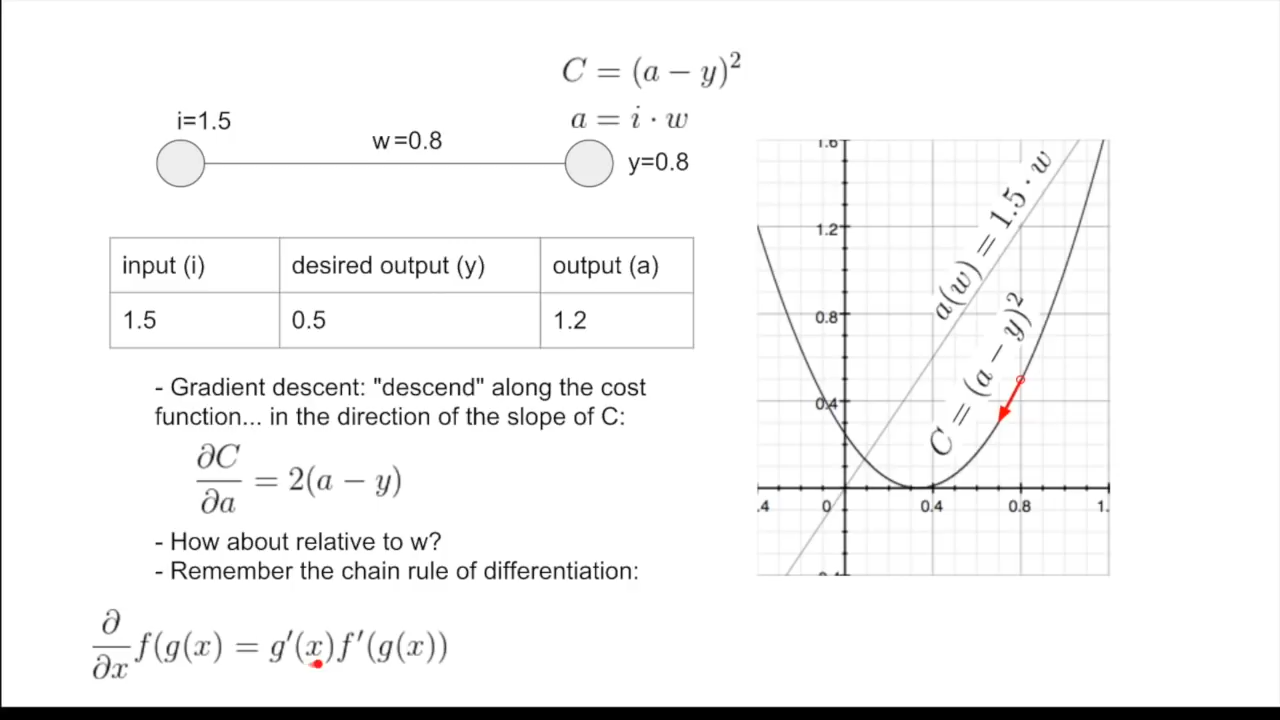 C = (a − y)²
a = i · w
i=1.5
w=0.8
y=0.8
input (i) desired output (y) output (a)
1.5 0.5 1.2
- Gradient descent: "descend" along the cost
function... in the direction of the slope of C:
∂C/∂a = 2(a − y)
- How about relative to w?
- Remember the chain rule of differentiation:
∂/∂x f(g(x) = g′(x)f′(g(x))
1.6
1.2
0.8
0.4
.4 0 0.4 0.8 1.
a(w) = 1.5 · w
C = (a − y)²